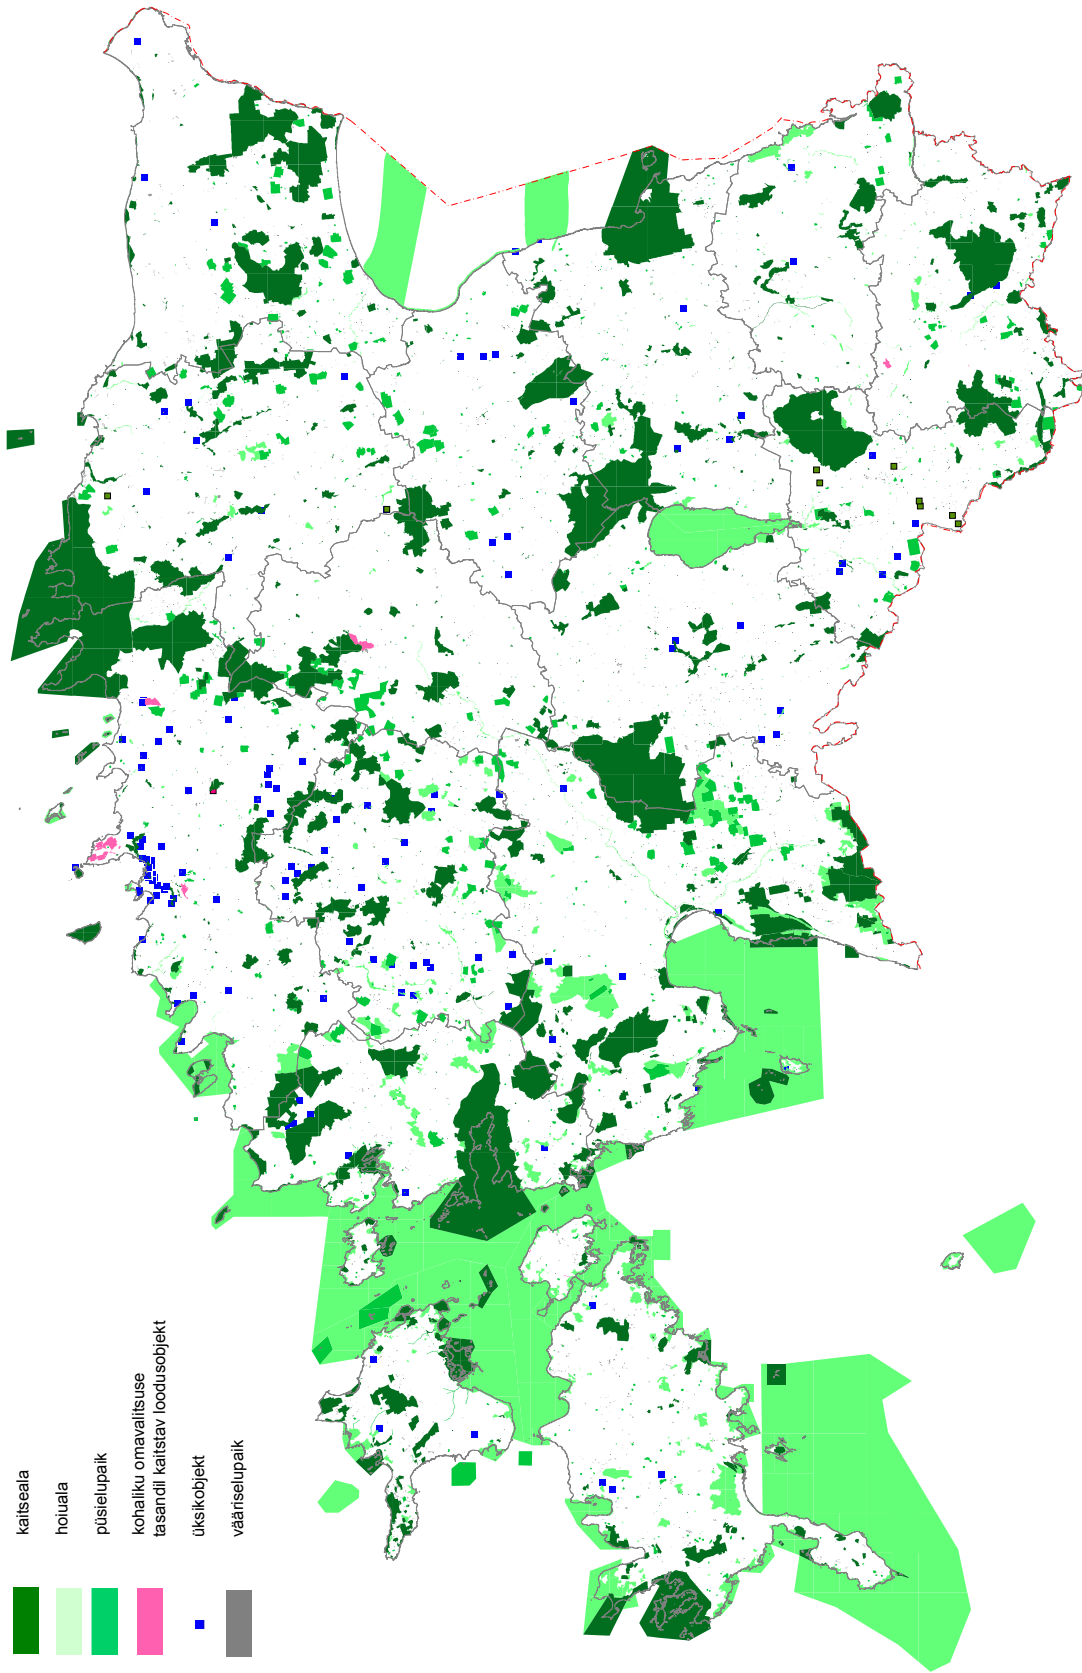 kaitseala
hoiuala
püsielupaik
kohaliku omavalitsuse
tasandil kaitstav loodusobjekt
üksikobjekt
vääriselupaik